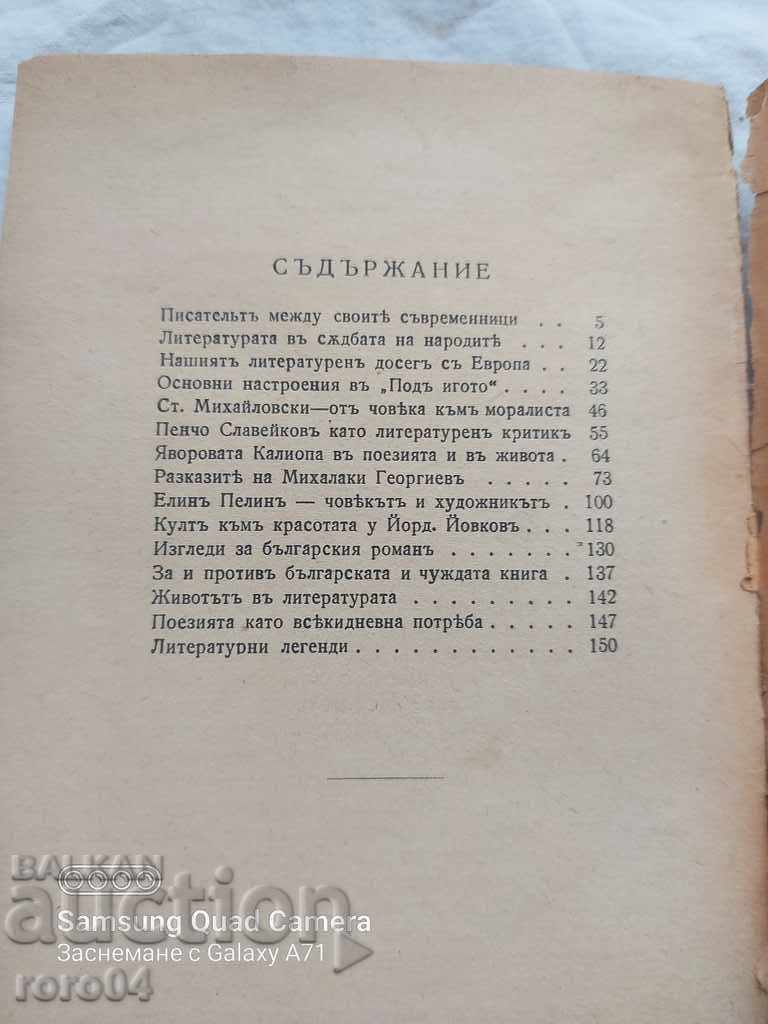 СЪДЪРЖАНИЕ
Писательтъ между своитѣ съвременници . . 5
Литературата въ сѫдбата на народитѣ . . . 12
Нашиятъ литературенъ досегъ съ Европа . . 22
Основни настроения въ „Подъ игото“ . . . . 33
Ст. Михайловски—отъ човѣка къмъ моралиста 46
Пенчо Славейковъ като литературенъ критикъ 55
Яворовата Калиопа въ поезията и въ живота . 64
Разказитѣ на Михалаки Георгиевъ . . . . . 73
Елинъ Пелинъ — човѣкътъ и художникътъ . 100
Култъ къмъ красотата у Йорд. Йовковъ . . . 118
Изгледи за българския романъ . . . . . . . 130
За и противъ българската и чуждата книга . 137
Животътъ въ литературата . . . . . . . . . 142
Поезията като всѣкидневна потрѣба . . . . . 147
Литературни легенди . . . . . . . . . . . . 150
BALKAN
auction
Samsung Quad Camera
Заснемане с Galaxy A71
roro04